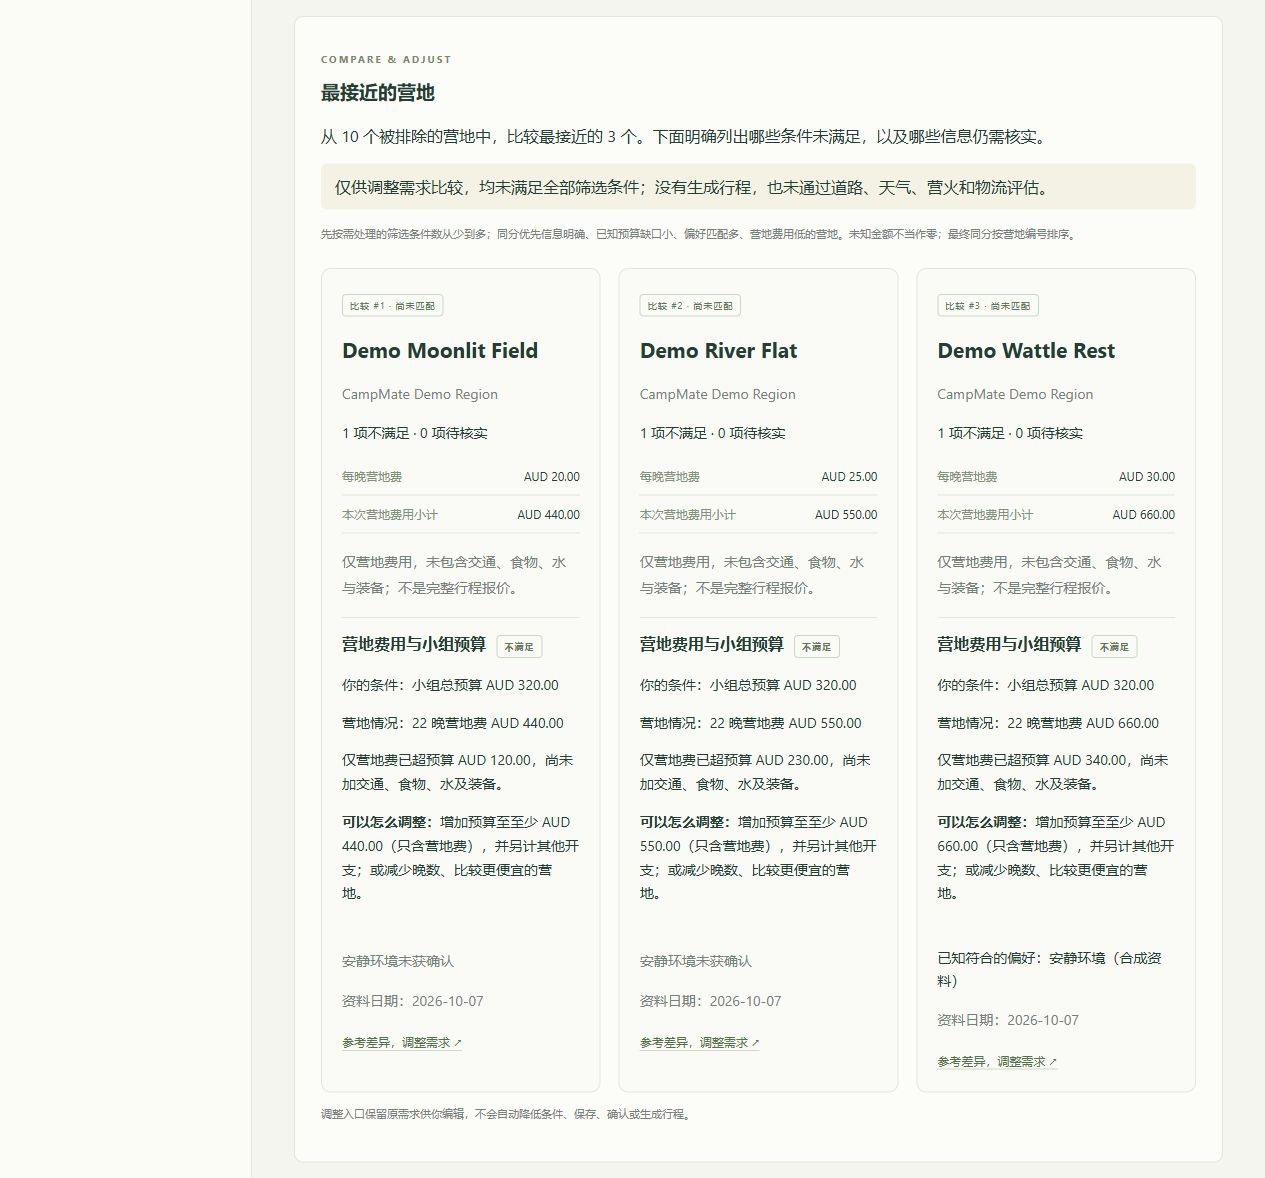 COMPARE & ADJUST
最接近的营地
从 10 个被排除的营地中，比较最接近的 3 个。下面明确列出哪些条件未满足，以及哪些信息仍需核实。
仅供调整需求比较，均未满足全部筛选条件；没有生成行程，也未通过道路、天气、营火和物流评估。
先按需处理的筛选条件数从少到多；同分优先信息明确、已知预算缺口小、偏好匹配多、营地费用低的营地。未知金额不当作零；最终同分按营地编号排序。
比较 #1 · 尚未匹配
Demo Moonlit Field
CampMate Demo Region
1 项不满足 · 0 项待核实
每晚营地费 AUD 20.00
本次营地费用小计 AUD 440.00
仅营地费用，未包含交通、食物、水
与装备；不是完整行程报价。
营地费用与小组预算 不满足
你的条件：小组总预算 AUD 320.00
营地情况：22 晚营地费 AUD 440.00
仅营地费已超预算 AUD 120.00，尚未
加交通、食物、水及装备。
可以怎么调整：增加预算至至少 AUD
440.00（只含营地费），并另计其他开
支；或减少晚数、比较更便宜的营
地。
安静环境未获确认
资料日期：2026-10-07
参考差异，调整需求 ↗
比较 #2 · 尚未匹配
Demo River Flat
CampMate Demo Region
1 项不满足 · 0 项待核实
每晚营地费 AUD 25.00
本次营地费用小计 AUD 550.00
仅营地费用，未包含交通、食物、水
与装备；不是完整行程报价。
营地费用与小组预算 不满足
你的条件：小组总预算 AUD 320.00
营地情况：22 晚营地费 AUD 550.00
仅营地费已超预算 AUD 230.00，尚未
加交通、食物、水及装备。
可以怎么调整：增加预算至至少 AUD
550.00（只含营地费），并另计其他开
支；或减少晚数、比较更便宜的营
地。
安静环境未获确认
资料日期：2026-10-07
参考差异，调整需求 ↗
比较 #3 · 尚未匹配
Demo Wattle Rest
CampMate Demo Region
1 项不满足 · 0 项待核实
每晚营地费 AUD 30.00
本次营地费用小计 AUD 660.00
仅营地费用，未包含交通、食物、水
与装备；不是完整行程报价。
营地费用与小组预算 不满足
你的条件：小组总预算 AUD 320.00
营地情况：22 晚营地费 AUD 660.00
仅营地费已超预算 AUD 340.00，尚未
加交通、食物、水及装备。
可以怎么调整：增加预算至至少 AUD
660.00（只含营地费），并另计其他开
支；或减少晚数、比较更便宜的营
地。
已知符合的偏好：安静环境（合成资
料）
资料日期：2026-10-07
参考差异，调整需求 ↗
调整入口保留原需求供你编辑，不会自动降低条件、保存、确认或生成行程。